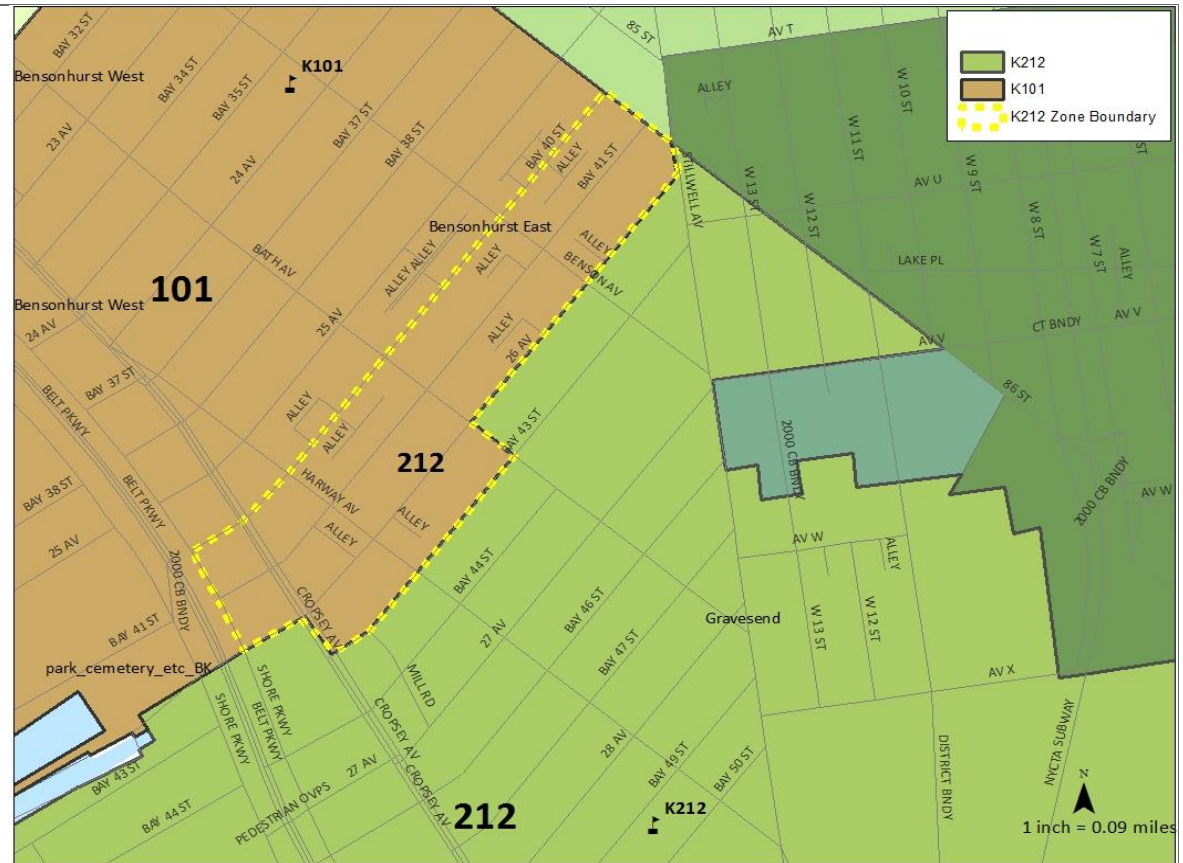 BAY 32 ST
85 ST
AV T
K212
K101
K212 Zone Boundary
K101
Bensonhurst West
BAY 34 ST
BAY 35 ST
BAY 37 ST
BAY 38 ST
BAY 40 ST
ALLEY
BAY 41 ST
23 AV
24 AV
ALLEY
W 10 ST
W 11 ST
W 9 ST
ST
STILLWELL AV
W 13 ST
W 12 ST
AV U
W 8 ST
W 7 ST
ALLEY
LAKE PL
Bensonhurst East
ALLEY
BENSON AV
ALLEY
ALLEY
ALLEY
BATH AV
101
Bensonhurst West
24 AV
25 AV
ALLEY
26 AV
AV V
CT BNDY
AV V
86 ST
BAY 37 ST
BELT PKWY
ALLEY
ALLEY
BAY 43 ST
212
HARWAY AV
ALLEY
ALLEY
BELT PKWY
BAY 38 ST
25 AV
2000 CB BNDY
2000 CB BNDY
AV W
2000 CB BNDY
AV W
ALLEY
BAY 44 ST
BAY 46 ST
27 AV
BAY 47 ST
Gravesend
W 13 ST
W 12 ST
CROPSEY AV
BAY 41 ST
park_cemetery_etc_BK
MILL RD
AV X
SHORE PKWY
SHORE PKWY
BELT PKWY
CROPSEY AV
CROPSEY AV
27 AV
28 AV
BAY 49 ST
BAY 50 ST
DISTRICT BNDY
NYCTA SUBWAY
BAY 43 ST
BAY 44 ST
PEDESTRIAN OVPS
212
K212
N
1 inch = 0.09 miles